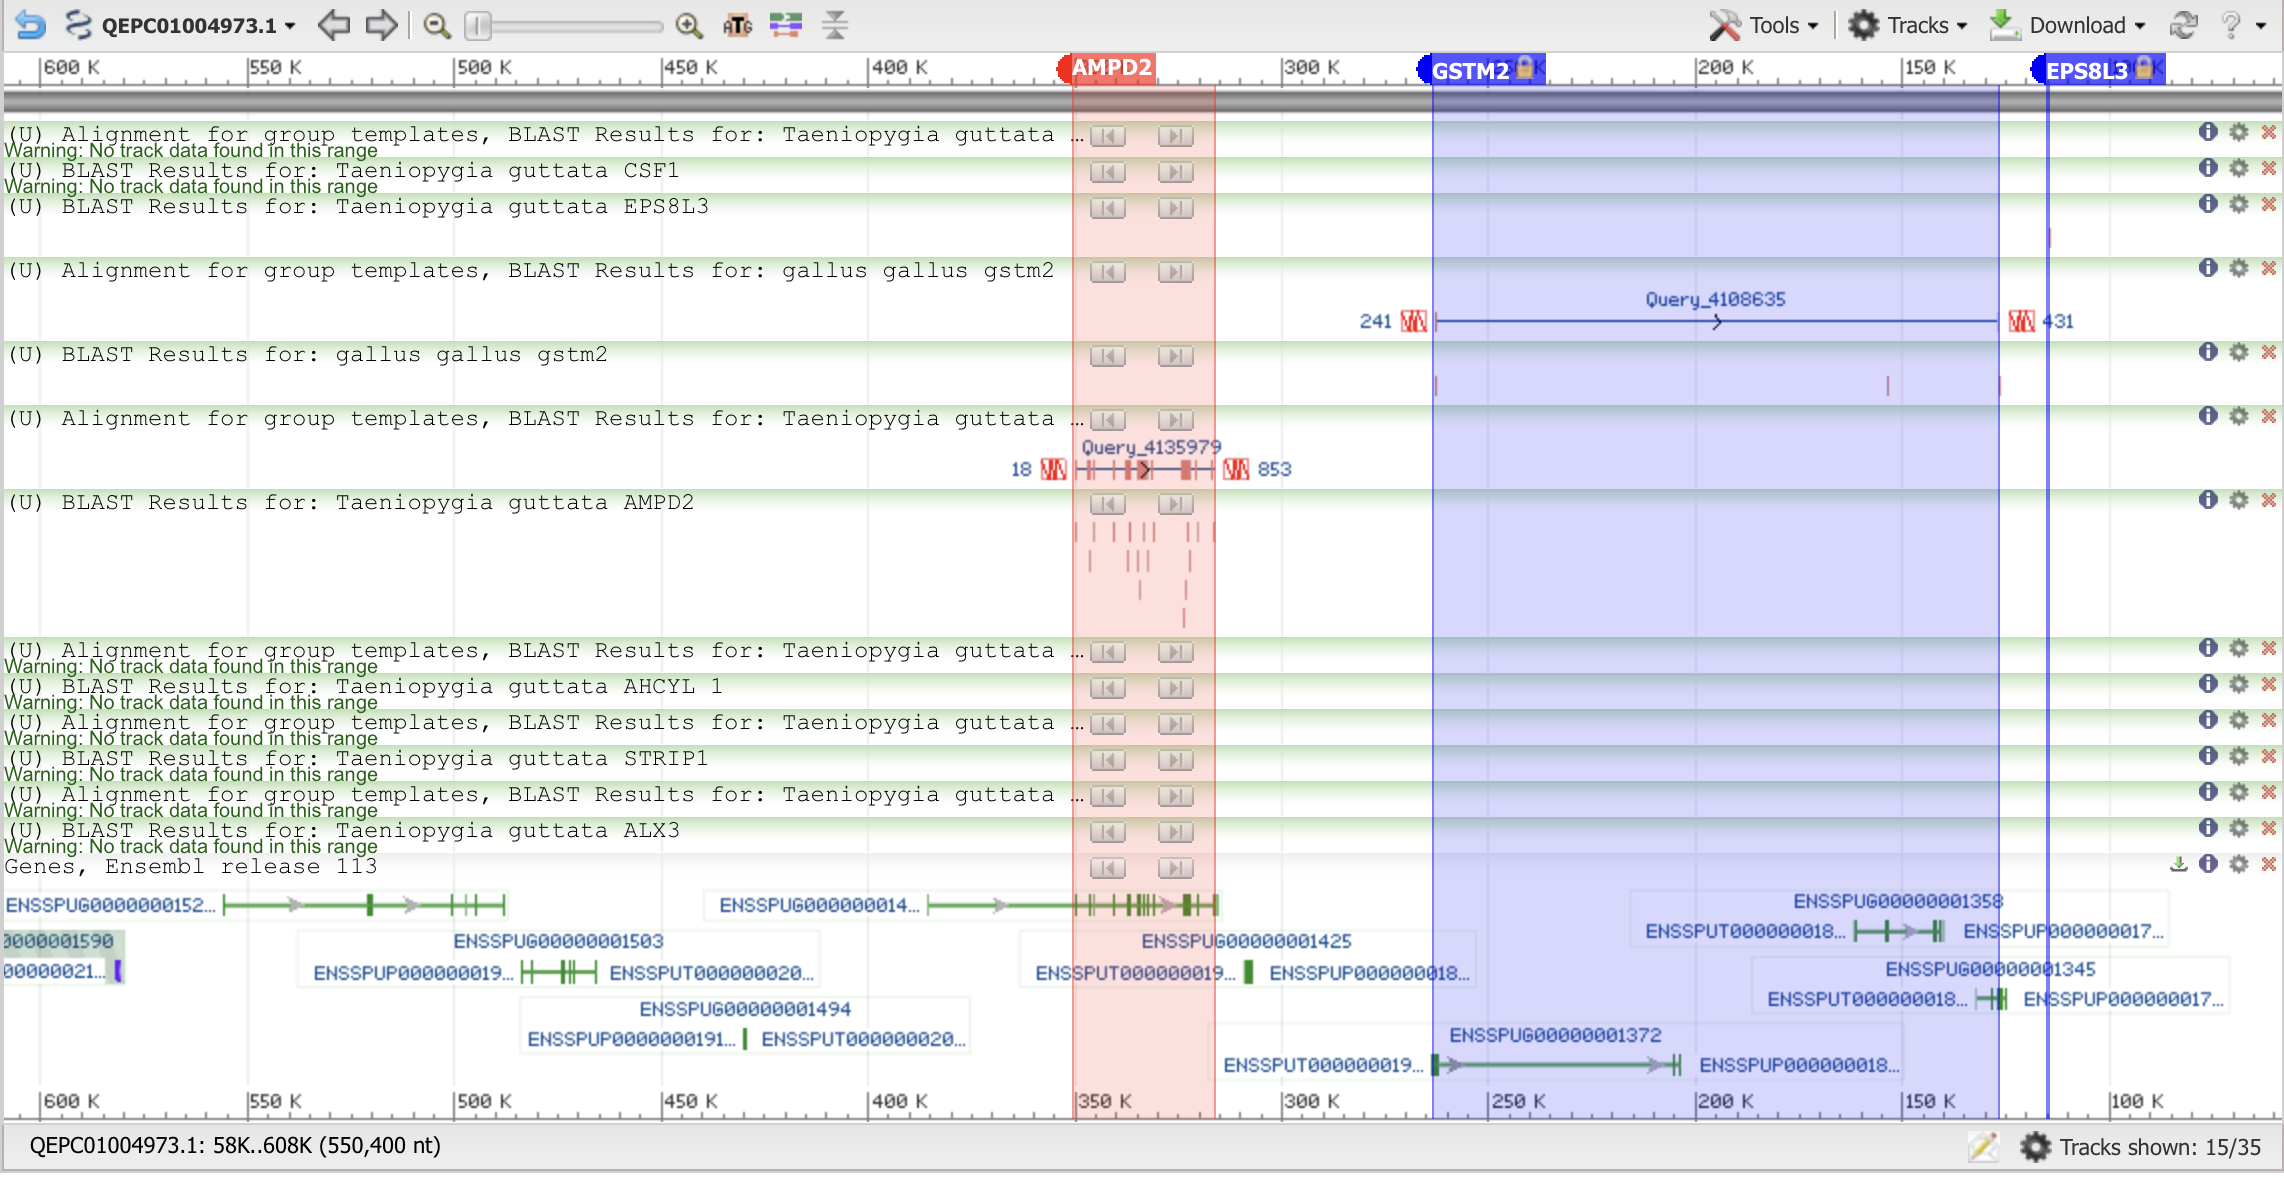 QEPC01004973.1 ATG Tools Tracks Download ?
600 K 550 K 500 K 450 K 400 K AMPD2 300 K GSTM2 200 K 150 K EPS8L3
(U) Alignment for group templates, BLAST Results for: Taeniopygia guttata ...
Warning: No track data found in this range
(U) BLAST Results for: Taeniopygia guttata CSF1
Warning: No track data found in this range
(U) BLAST Results for: Taeniopygia guttata EPS8L3
(U) Alignment for group templates, BLAST Results for: gallus gallus gstm2
Query_4108635
241 431
(U) BLAST Results for: gallus gallus gstm2
(U) Alignment for group templates, BLAST Results for: Taeniopygia guttata ...
Query_4135979
18 853
(U) BLAST Results for: Taeniopygia guttata AMPD2
(U) Alignment for group templates, BLAST Results for: Taeniopygia guttata ...
Warning: No track data found in this range
(U) BLAST Results for: Taeniopygia guttata AHCYL 1
Warning: No track data found in this range
(U) Alignment for group templates, BLAST Results for: Taeniopygia guttata ...
Warning: No track data found in this range
(U) BLAST Results for: Taeniopygia guttata STRIP1
Warning: No track data found in this range
(U) Alignment for group templates, BLAST Results for: Taeniopygia guttata ...
Warning: No track data found in this range
(U) BLAST Results for: Taeniopygia guttata ALX3
Warning: No track data found in this range
Genes, Ensembl release 113
ENSSPUG0000000152... ENSSPUG000000014... ENSSPUG00000001358
ENSSPUT000000018... ENSSPUP000000017...
0000001590 ENSSPUG00000001503 ENSSPUG00000001425
00000021... ENSSPUP000000019... ENSSPUT000000020... ENSSPUT000000019... ENSSPUP000000018... ENSSPUG00000001345
ENSSPUT000000018... ENSSPUP000000017...
ENSSPUG00000001494
ENSSPUP0000000191... ENSSPUT000000020... ENSSPUG00000001372
ENSSPUT000000019... ENSSPUP000000018...
600 K 550 K 500 K 450 K 400 K 350 K 300 K 250 K 200 K 150 K 100 K
QEPC01004973.1: 58K..608K (550,400 nt) Tracks shown: 15/35